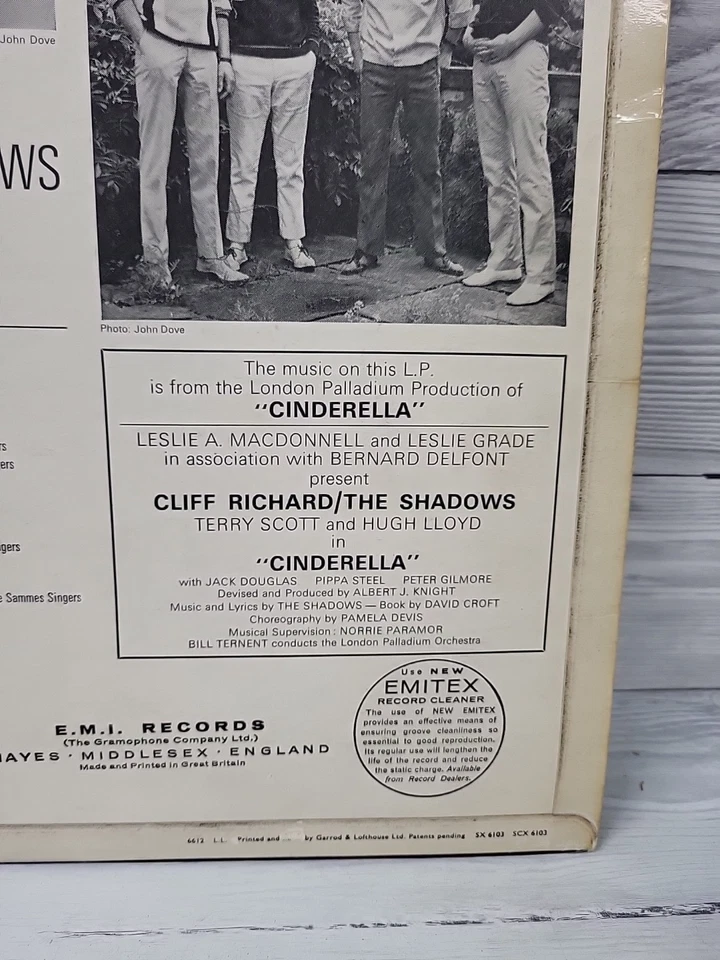 John Dove
WS
Photo: John Dove
The music on this L.P.
is from the London Palladium Production of
"CINDERELLA"
LESLIE A. MACDONNELL and LESLIE GRADE
in association with BERNARD DELFONT
present
CLIFF RICHARD/THE SHADOWS
TERRY SCOTT and HUGH LLOYD
in
"CINDERELLA"
with JACK DOUGLAS PIPPA STEEL PETER GILMORE
Devised and Produced by ALBERT J. KNIGHT
Music and Lyrics by THE SHADOWS — Book by DAVID CROFT
Choreography by PAMELA DEVIS
Musical Supervision: NORRIE PARAMOR
BILL TERNENT conducts the London Palladium Orchestra
rs
ers
gers
e Sammes Singers
Use NEW
EMITEX
RECORD CLEANER
The use of NEW EMITEX
provides an effective means of
ensuring groove cleanliness so
essential to good reproduction.
Its regular use will lengthen the
life of the record and reduce
the static charge. Available
from Record Dealers.
E.M.I. RECORDS
(The Gramophone Company Ltd.)
HAYES · MIDDLESEX · ENGLAND
Made and Printed in Great Britain
6612 L.L. Printed and by Garrod & Lofthouse Ltd. Patents pending SX 6103 SCX 6103